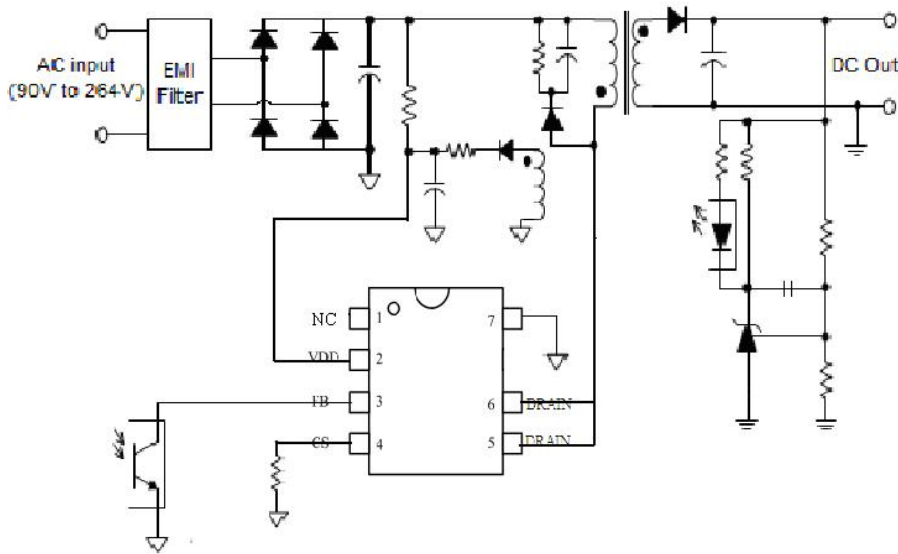 AC input
(90V to 264V)
EMI
Filter
DC Out
NC
1
7
VDD
2
FB
3
6
DRAIN
CS
4
5
DRAIN